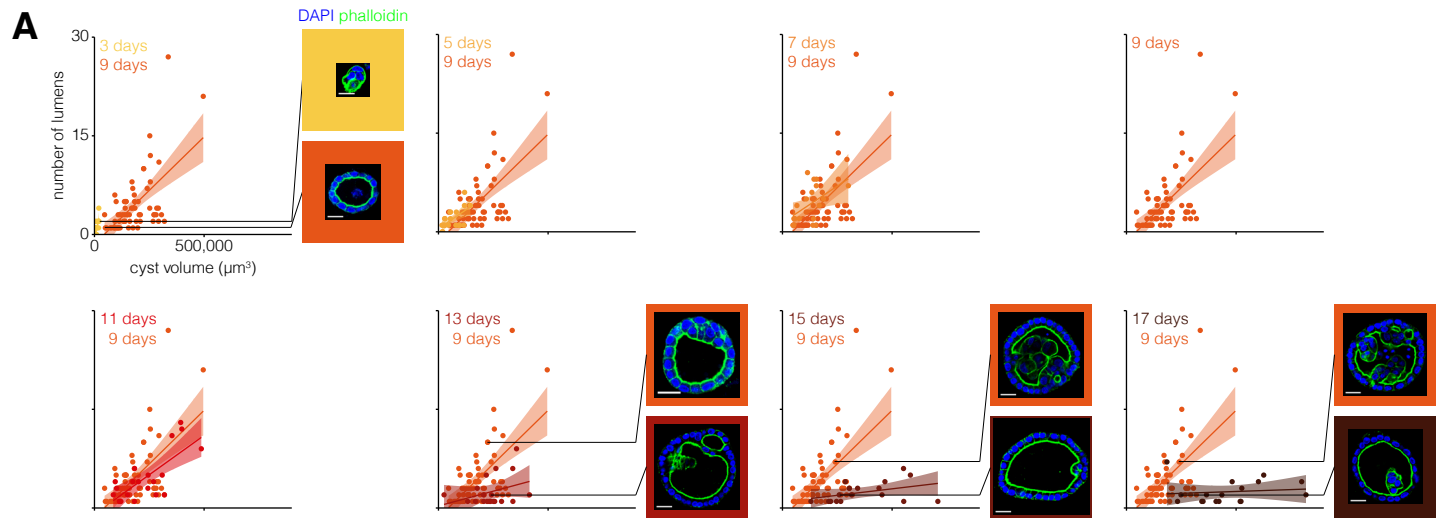 A
DAPI phalloidin
number of lumens
30
15
0
0
500,000
cyst volume (µm³)
3 days
9 days
5 days
9 days
7 days
9 days
9 days
11 days
9 days
13 days
9 days
15 days
9 days
17 days
9 days